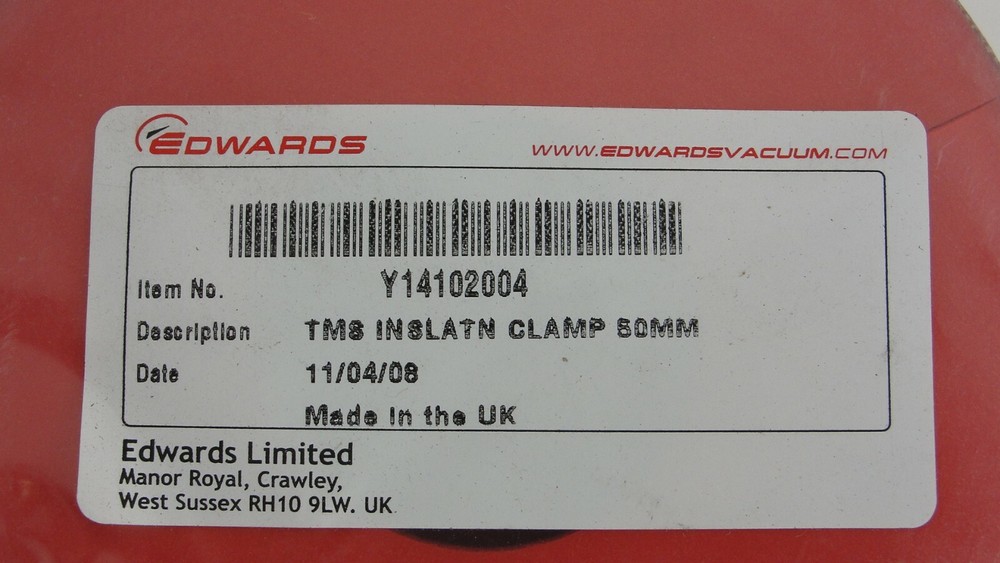 EDWARDS
WWW.EDWARDSVACUUM.COM
Item No. Y14102004
Description TMS INSLATN CLAMP 50MM
Date 11/04/08
Made in the UK
Edwards Limited
Manor Royal, Crawley,
West Sussex RH10 9LW. UK